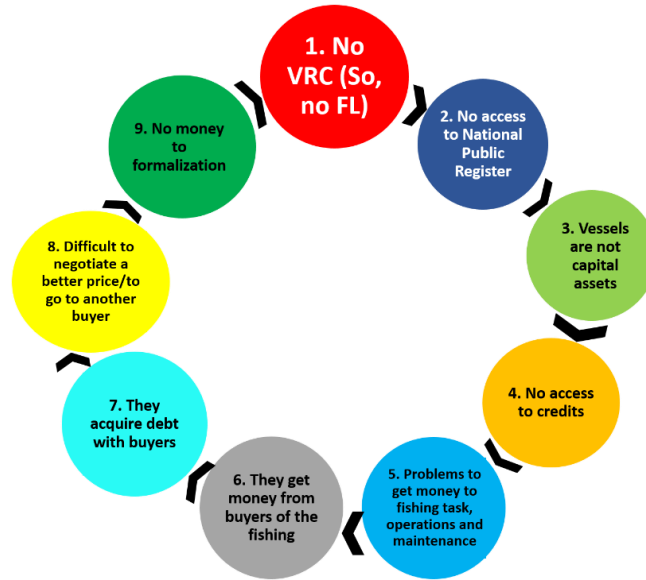 1. No
VRC (So,
no FL)
2. No access
to National
Public
Register
3. Vessels
are not
capital
assets
4. No access
to credits
5. Problems to
get money to
fishing task,
operations and
maintenance
6. They get
money from
buyers of the
fishing
7. They
acquire debt
with buyers
8. Difficult to
negotiate a
better price/to
go to another
buyer
9. No money
to
formalization